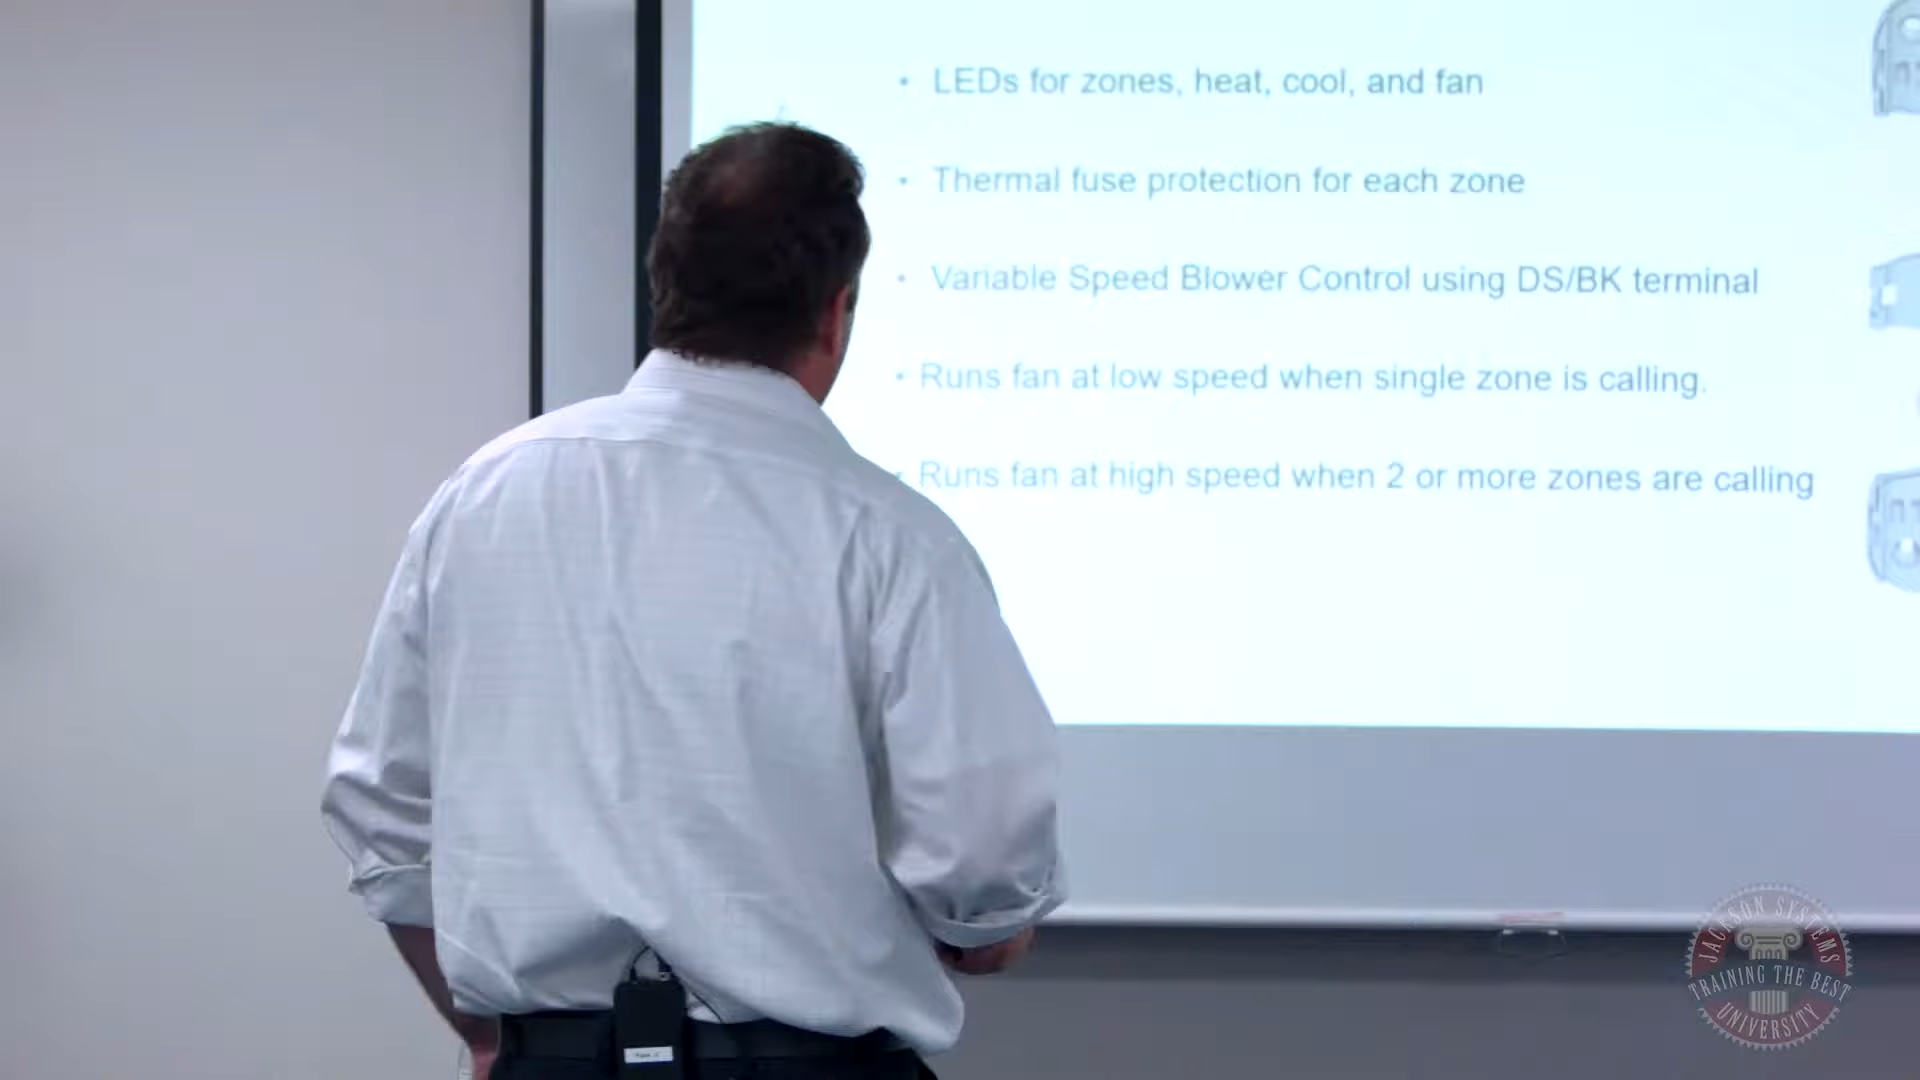 • LEDs for zones, heat, cool, and fan
• Thermal fuse protection for each zone
• Variable Speed Blower Control using DS/BK terminal
• Runs fan at low speed when single zone is calling.
• Runs fan at high speed when 2 or more zones are calling
JACKSON SYSTEMS
TRAINING THE BEST
UNIVERSITY